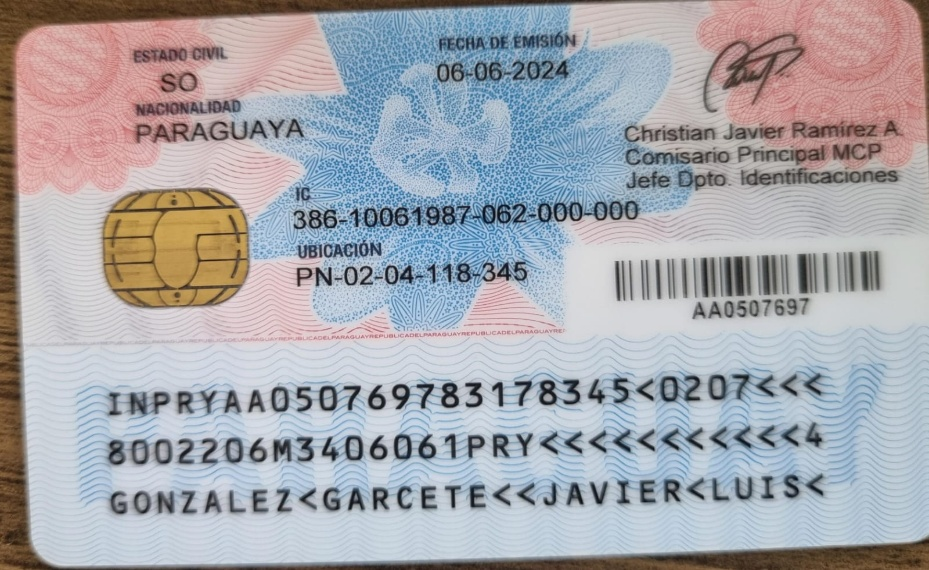 ESTADO CIVIL
SO
NACIONALIDAD
PARAGUAYA
FECHA DE EMISIÓN
06-06-2024
Christian Javier Ramírez A.
Comisario Principal MCP
Jefe Dpto. Identificaciones
IC
386-10061987-062-000-000
UBICACIÓN
PN-02-04-118-345
AA0507697
REPUBLICADELPARAGUAYREPUBLICADELPARAGUAYREPUBLICADELPARAGUAY
INPRYAA050769783178345<0207<<<
8002206M3406061PRY<<<<<<<<<<<4
GONZALEZ<GARCETE<<JAVIER<LUIS<